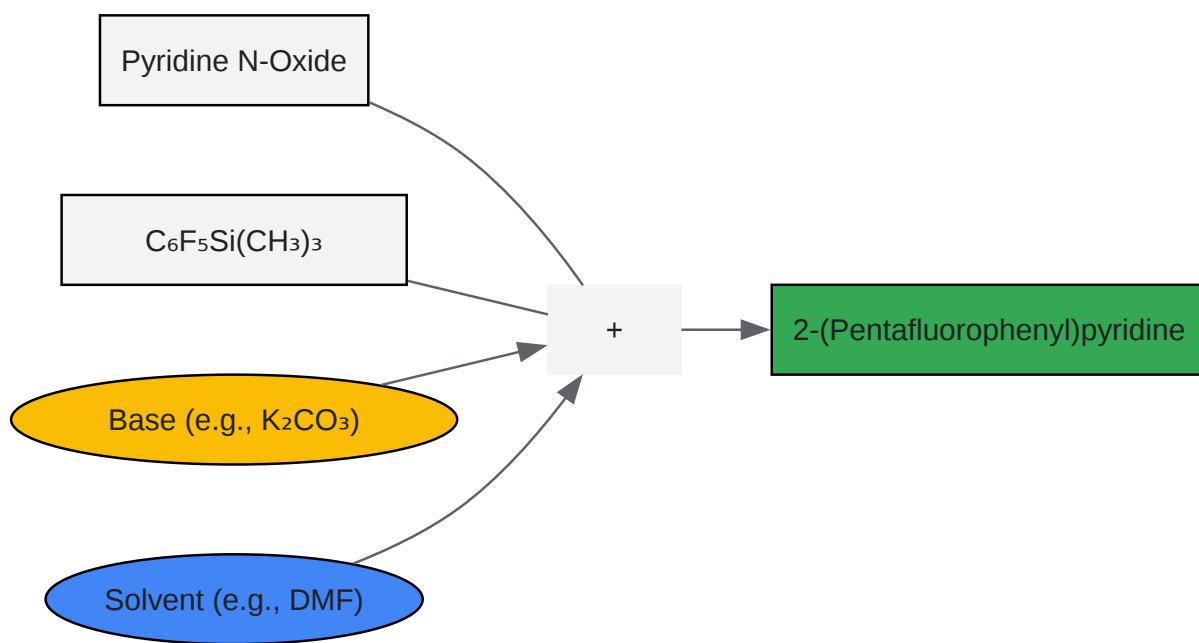 Pyridine N-Oxide
C₆F₅Si(CH₃)₃
+
2-(Pentafluorophenyl)pyridine
Base (e.g., K₂CO₃)
Solvent (e.g., DMF)